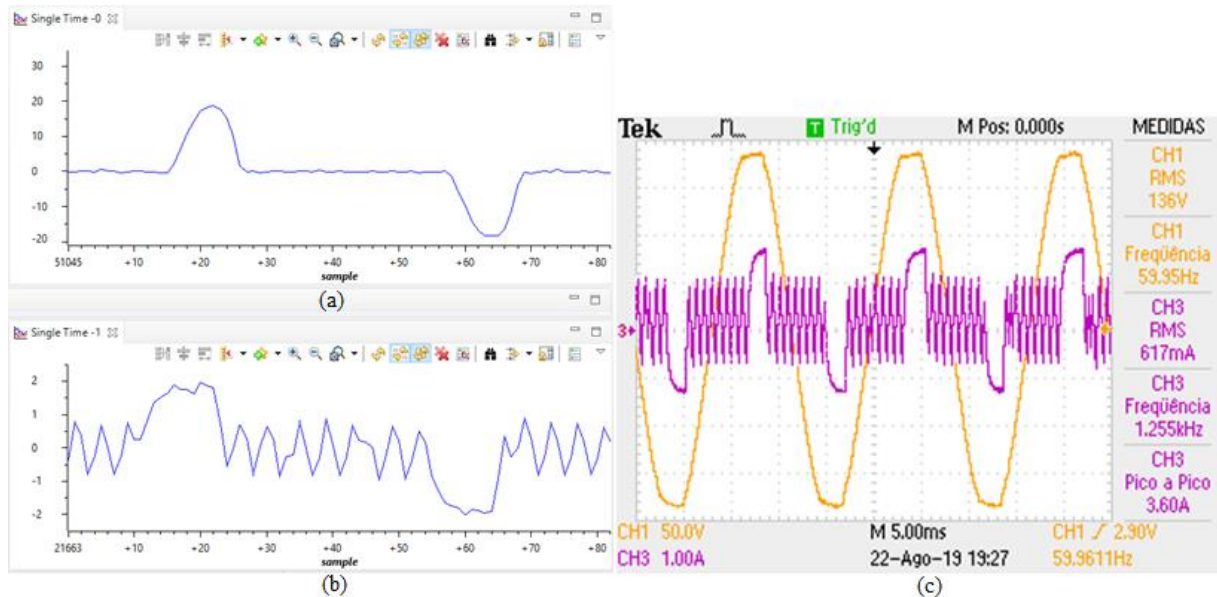 Single Time -0
30
20
10
0
-10
-20
51045 +10 +20 +30 +40 +50 +60 +70 +80
sample
(a)
Single Time -1
2
1
0
-1
-2
21663 +10 +20 +30 +40 +50 +60 +70 +80
sample
(b)
Tek T Trig'd M Pos: 0.000s MEDIDAS
CH1
RMS
136V
CH1
Freqüência
59.95Hz
CH3
RMS
617mA
CH3
Freqüência
1.255kHz
CH3
Pico a Pico
3.60A
3
CH1 50.0V M 5.00ms CH1 / 2.90V
CH3 1.00A 22-Ago-19 19:27 59.9611Hz
(c)